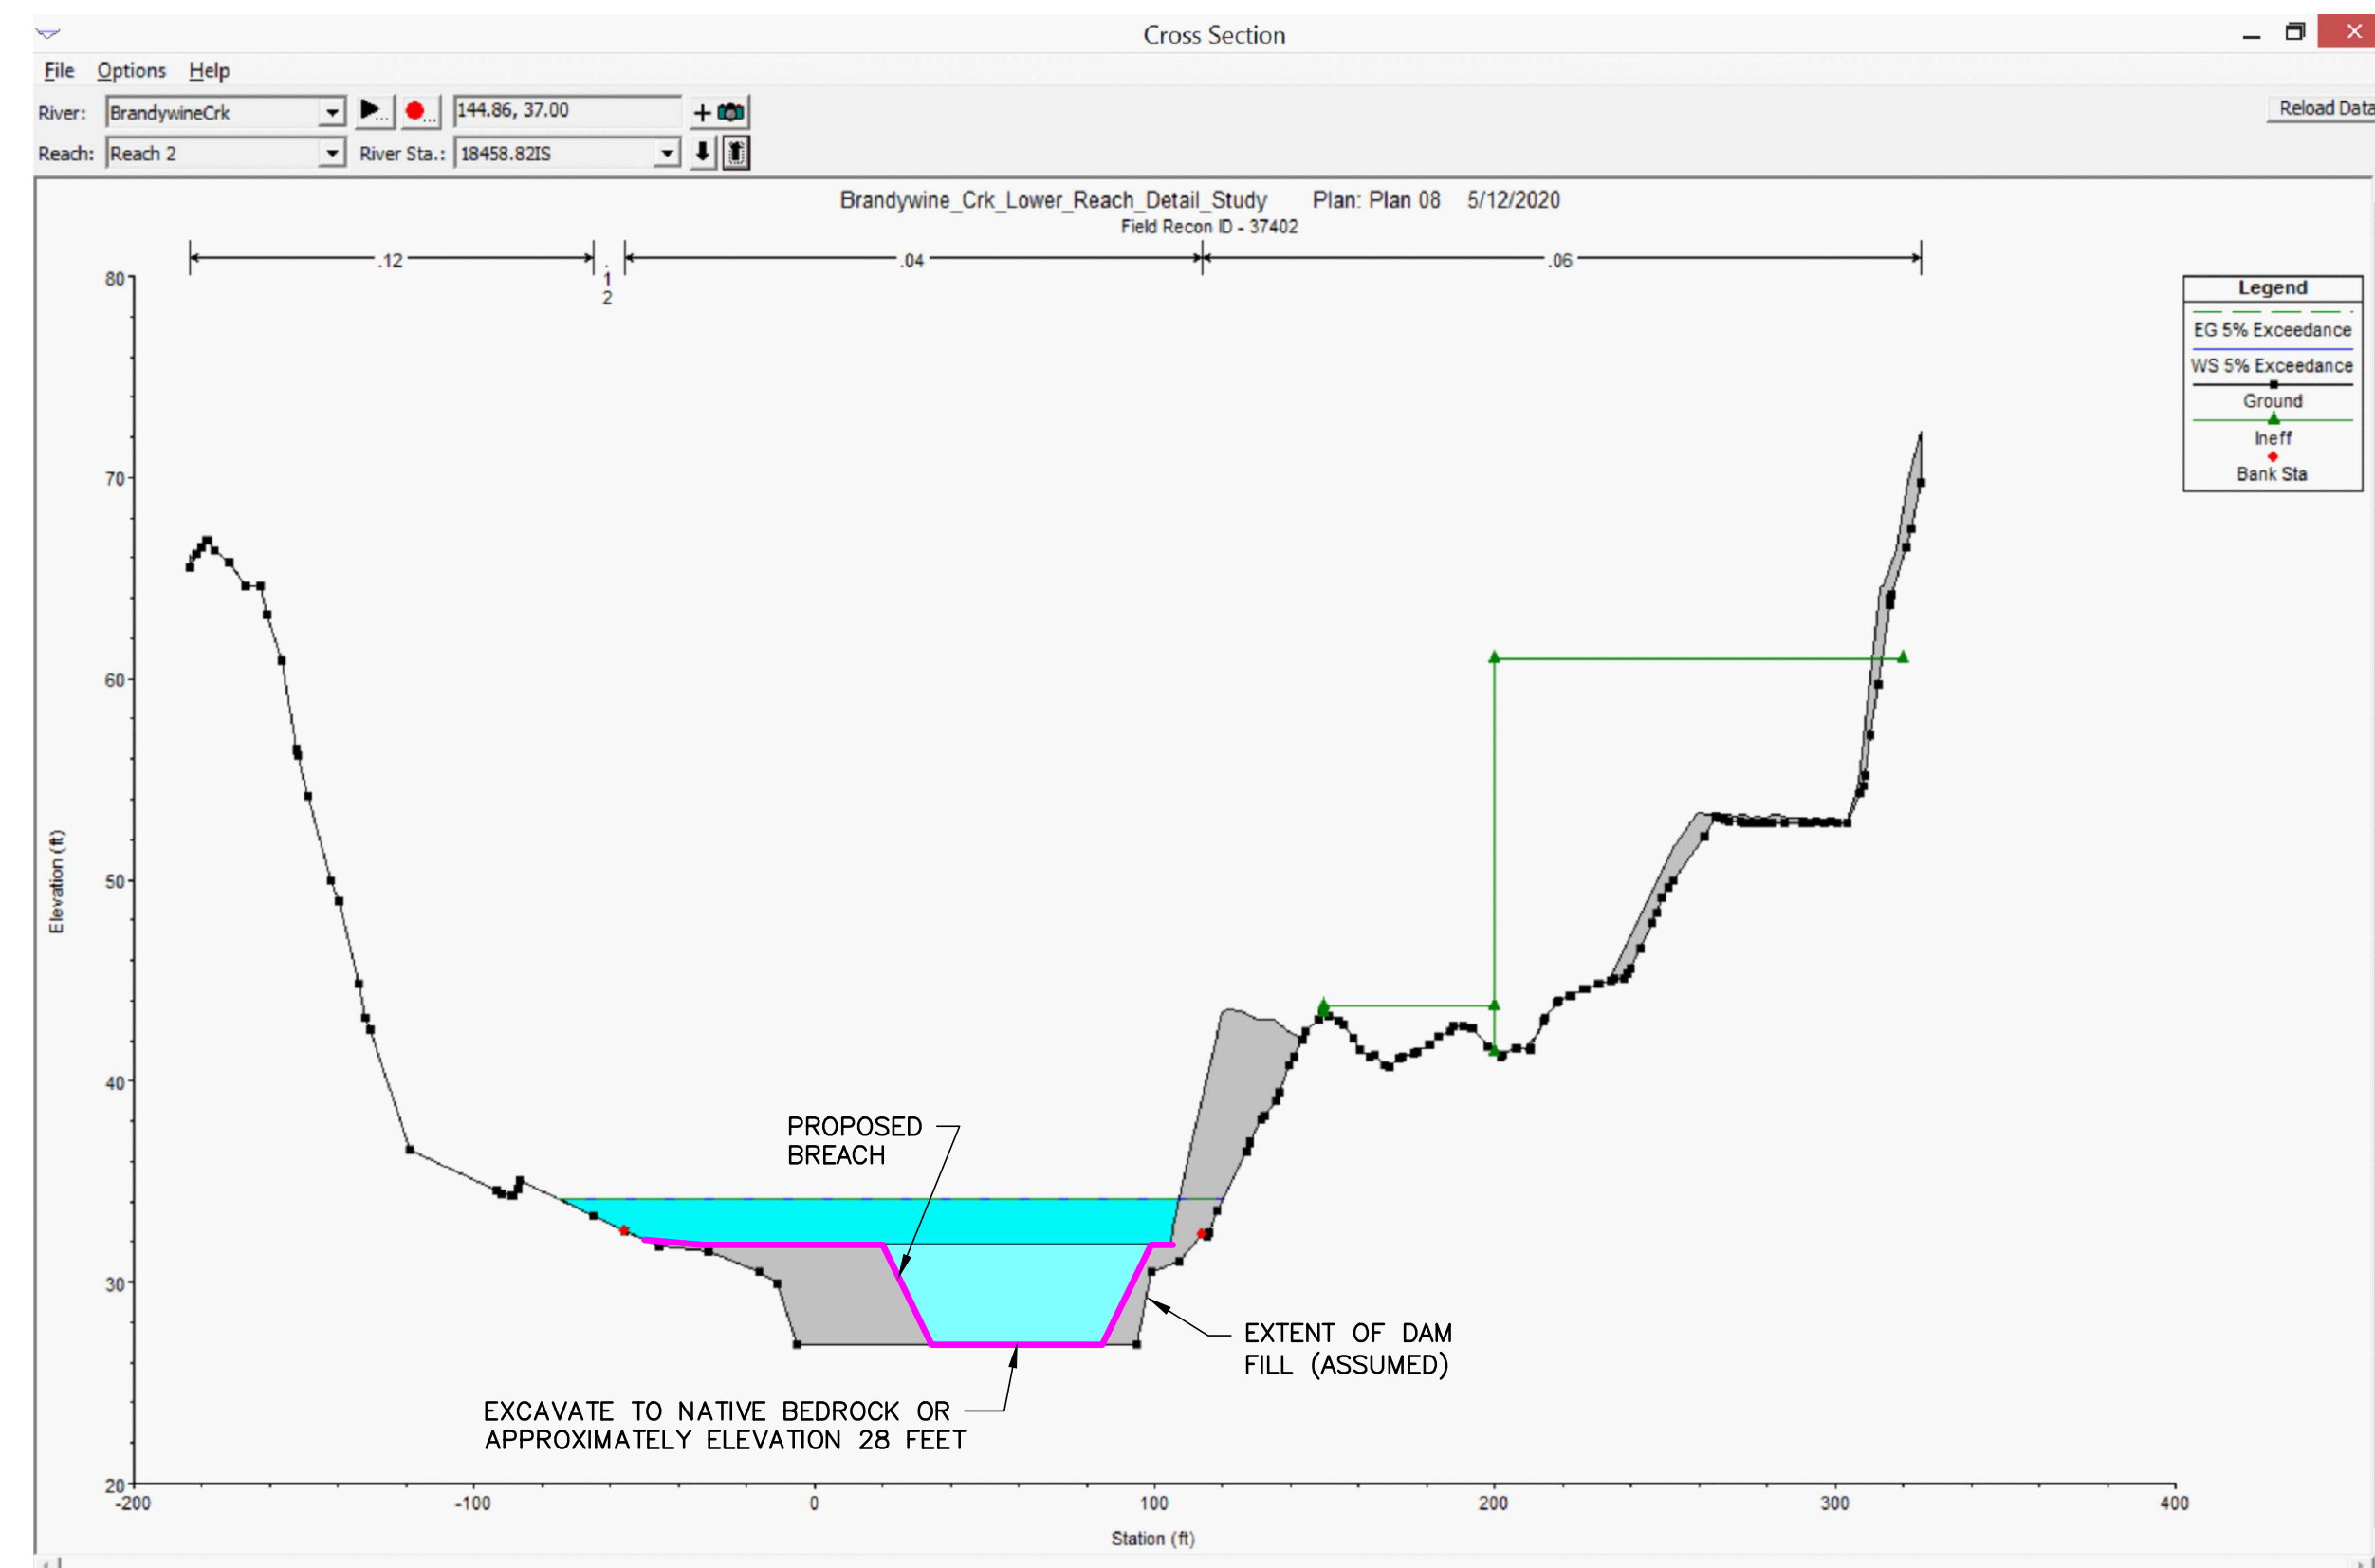 Cross Section
File Options Help
River: BrandywineCrk ... ... 144.86, 37.00 + Reload Data
Reach: Reach 2 River Sta.: 18458.82IS
Brandywine_Crk_Lower_Reach_Detail_Study Plan: Plan 08 5/12/2020
Field Recon ID - 37402
.12
.
1
2
.04
.06
Legend
EG 5% Exceedance
WS 5% Exceedance
Ground
Ineff
Bank Sta
80
70
60
50
40
30
20
Elevation (ft)
PROPOSED
BREACH
EXTENT OF DAM
FILL (ASSUMED)
EXCAVATE TO NATIVE BEDROCK OR
APPROXIMATELY ELEVATION 28 FEET
-200 -100 0 100 200 300 400
Station (ft)